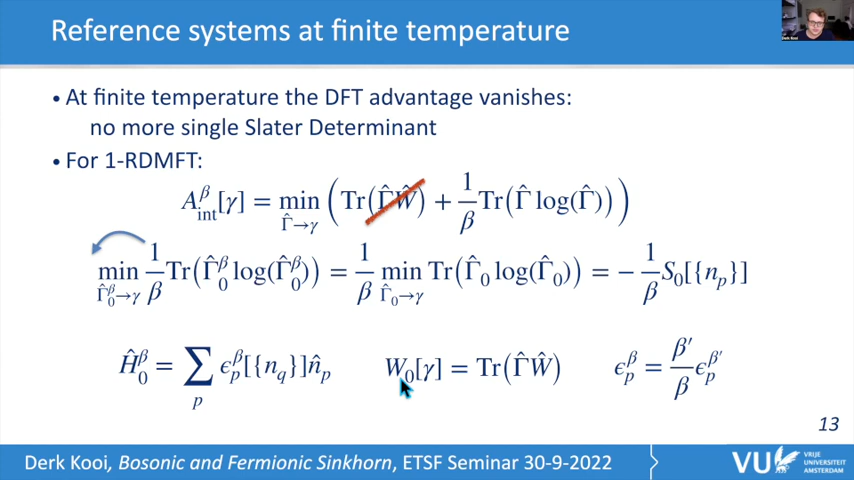 Reference systems at finite temperature
Derk Kooi
• At finite temperature the DFT advantage vanishes:
no more single Slater Determinant
• For 1-RDMFT:
A^β_int[γ] = min_{Γ̂→γ} ( Tr(Γ̂Ŵ) + 1/β Tr(Γ̂ log(Γ̂)) )
min_{Γ̂^β_0→γ} 1/β Tr(Γ̂^β_0 log(Γ̂^β_0)) = 1/β min_{Γ̂_0→γ} Tr(Γ̂_0 log(Γ̂_0)) = − 1/β S_0[{n_p}]
Ĥ^β_0 = ∑_p ϵ^β_p[{n_q}]n̂_p W_0[γ] = Tr(Γ̂Ŵ) ϵ^β_p = β′/β ϵ^β′_p
13
Derk Kooi, Bosonic and Fermionic Sinkhorn, ETSF Seminar 30-9-2022
VU VRIJE UNIVERSITEIT AMSTERDAM